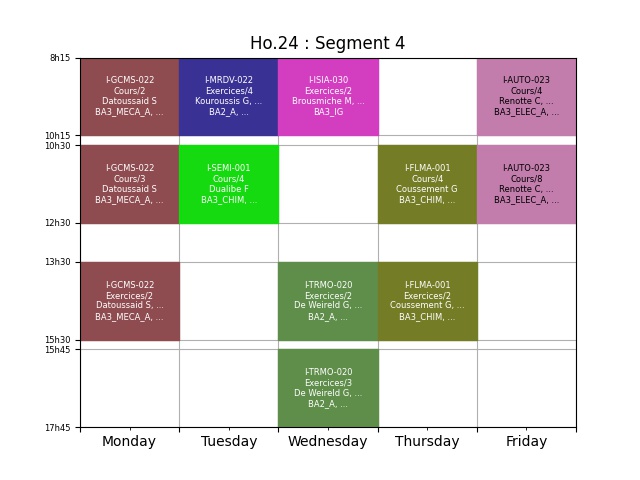 Ho.24 : Segment 4
8h15
I-GCMS-022
Cours/2
Datoussaid S
BA3_MECA_A, ...
I-MRDV-022
Exercices/4
Kouroussis G, ...
BA2_A, ...
I-ISIA-030
Exercices/2
Brousmiche M, ...
BA3_IG
I-AUTO-023
Cours/4
Renotte C, ...
BA3_ELEC_A, ...
10h15
10h30
I-GCMS-022
Cours/3
Datoussaid S
BA3_MECA_A, ...
I-SEMI-001
Cours/4
Dualibe F
BA3_CHIM, ...
I-FLMA-001
Cours/4
Coussement G
BA3_CHIM, ...
I-AUTO-023
Cours/8
Renotte C, ...
BA3_ELEC_A, ...
12h30
13h30
I-GCMS-022
Exercices/2
Datoussaid S, ...
BA3_MECA_A, ...
I-TRMO-020
Exercices/2
De Weireld G, ...
BA2_A, ...
I-FLMA-001
Exercices/2
Coussement G, ...
BA3_CHIM, ...
15h30
15h45
I-TRMO-020
Exercices/3
De Weireld G, ...
BA2_A, ...
17h45
Monday
Tuesday
Wednesday
Thursday
Friday